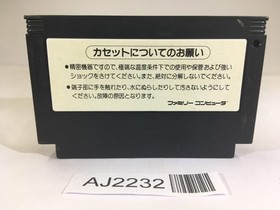 カセットについてのお願い
●精密機器ですので、極端な温度条件下での使用や保管および強い
ショックをさけてください。また、絶対に分解しないでください。
●端子部に手を触れたり、水にぬらしたりして汚さないようにして
ください。故障の原因となります。
ファミリーコンピュータ
AJ2232